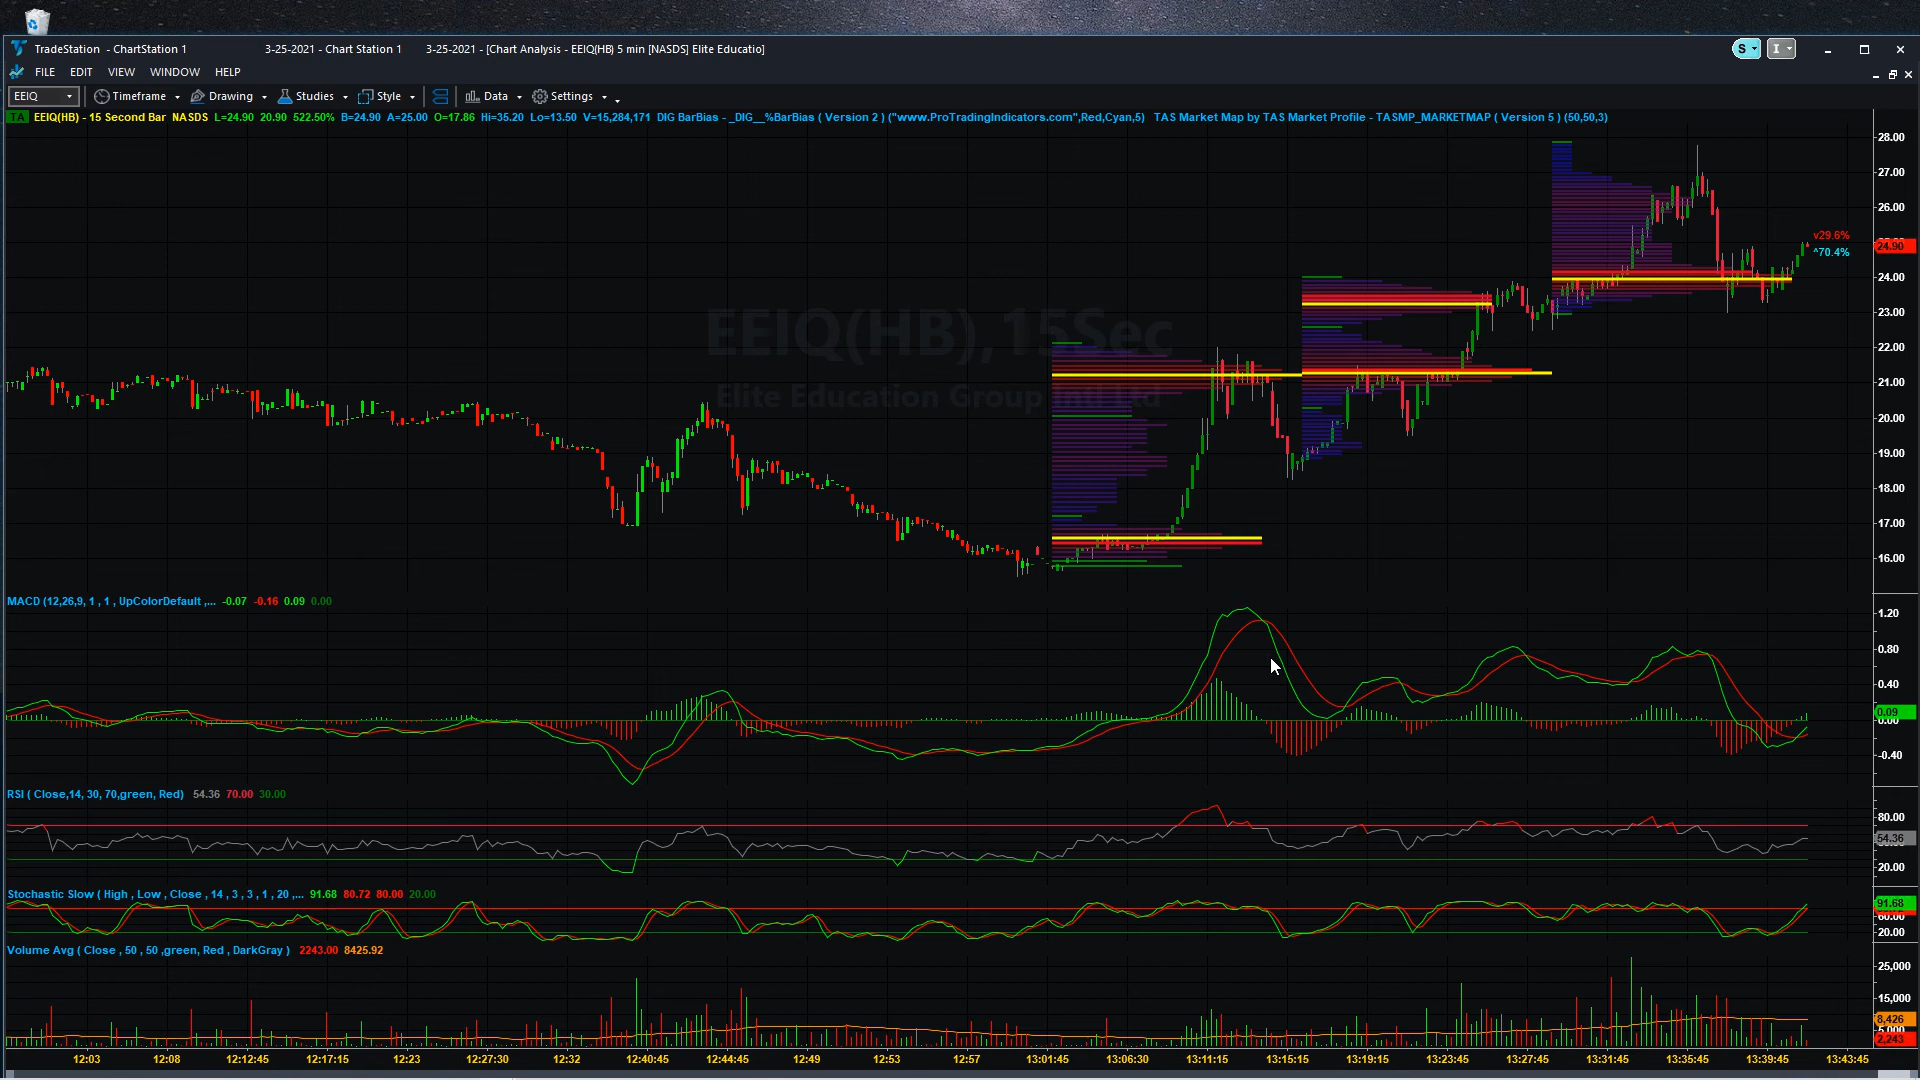 TradeStation - ChartStation 1 3-25-2021 - Chart Station 1 3-25-2021 - [Chart Analysis - EEIQ(HB) 5 min [NASDS] Elite Educatio]
S I
FILE EDIT VIEW WINDOW HELP
EEIQ Timeframe Drawing Studies Style Data Settings
TA EEIQ(HB) - 15 Second Bar NASDS L=24.90 20.90 522.50% B=24.90 A=25.00 O=17.86 Hi=35.20 Lo=13.50 V=15,284,171 DIG BarBias - _DIG__%BarBias ( Version 2 ) ("www.ProTradingIndicators.com",Red,Cyan,5) TAS Market Map by TAS Market Profile - TASMP_MARKETMAP ( Version 5 ) (50,50,3)
28.00
27.00
26.00
v29.6%
24.90
^70.4%
24.00
23.00
EEIQ(HB),15Sec
22.00
21.00
Elite Education Group Intl Ltd
20.00
19.00
18.00
17.00
16.00
MACD (12,26,9, 1 , 1 , UpColorDefault ,... -0.07 -0.16 0.09 0.00
1.20
0.80
0.40
0.09
0.00
-0.40
RSI ( Close,14, 30, 70,green, Red) 54.36 70.00 30.00
80.00
54.36
20.00
Stochastic Slow ( High , Low , Close , 14 , 3 , 3 , 1 , 20 ,... 91.68 80.72 80.00 20.00
91.68
60.00
20.00
Volume Avg ( Close , 50 , 50 ,green, Red , DarkGray ) 2243.00 8425.92
25,000
15,000
8,426
5,000
2,243
12:03 12:08 12:12:45 12:17:15 12:23 12:27:30 12:32 12:40:45 12:44:45 12:49 12:53 12:57 13:01:45 13:06:30 13:11:15 13:15:15 13:19:15 13:23:45 13:27:45 13:31:45 13:35:45 13:39:45 13:43:45